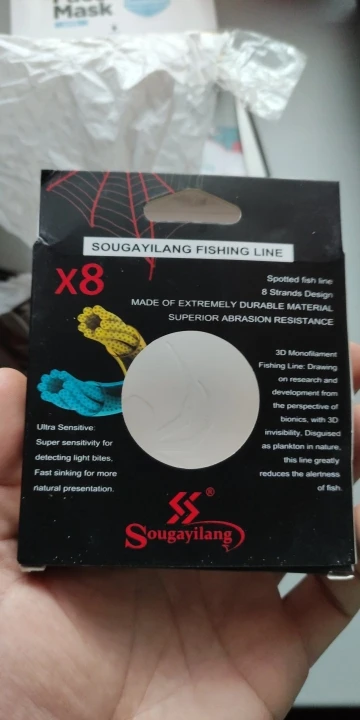 Mask
SOUGAYILANG FISHING LINE
X8
Spotted fish line
8 Strands Design
MADE OF EXTREMELY DURABLE MATERIAL
SUPERIOR ABRASION RESISTANCE
3D Monofilament
Fishing Line: Drawing
on research and
development from
the perspective of
bionics, with 3D
invisibility, Disguised
as plankton in nature,
this line greatly
reduces the alertness
of fish.
Ultra Sensitive:
Super sensitivity for
detecting light bites.
Fast sinking for more
natural presentation.
®
Sougayilang